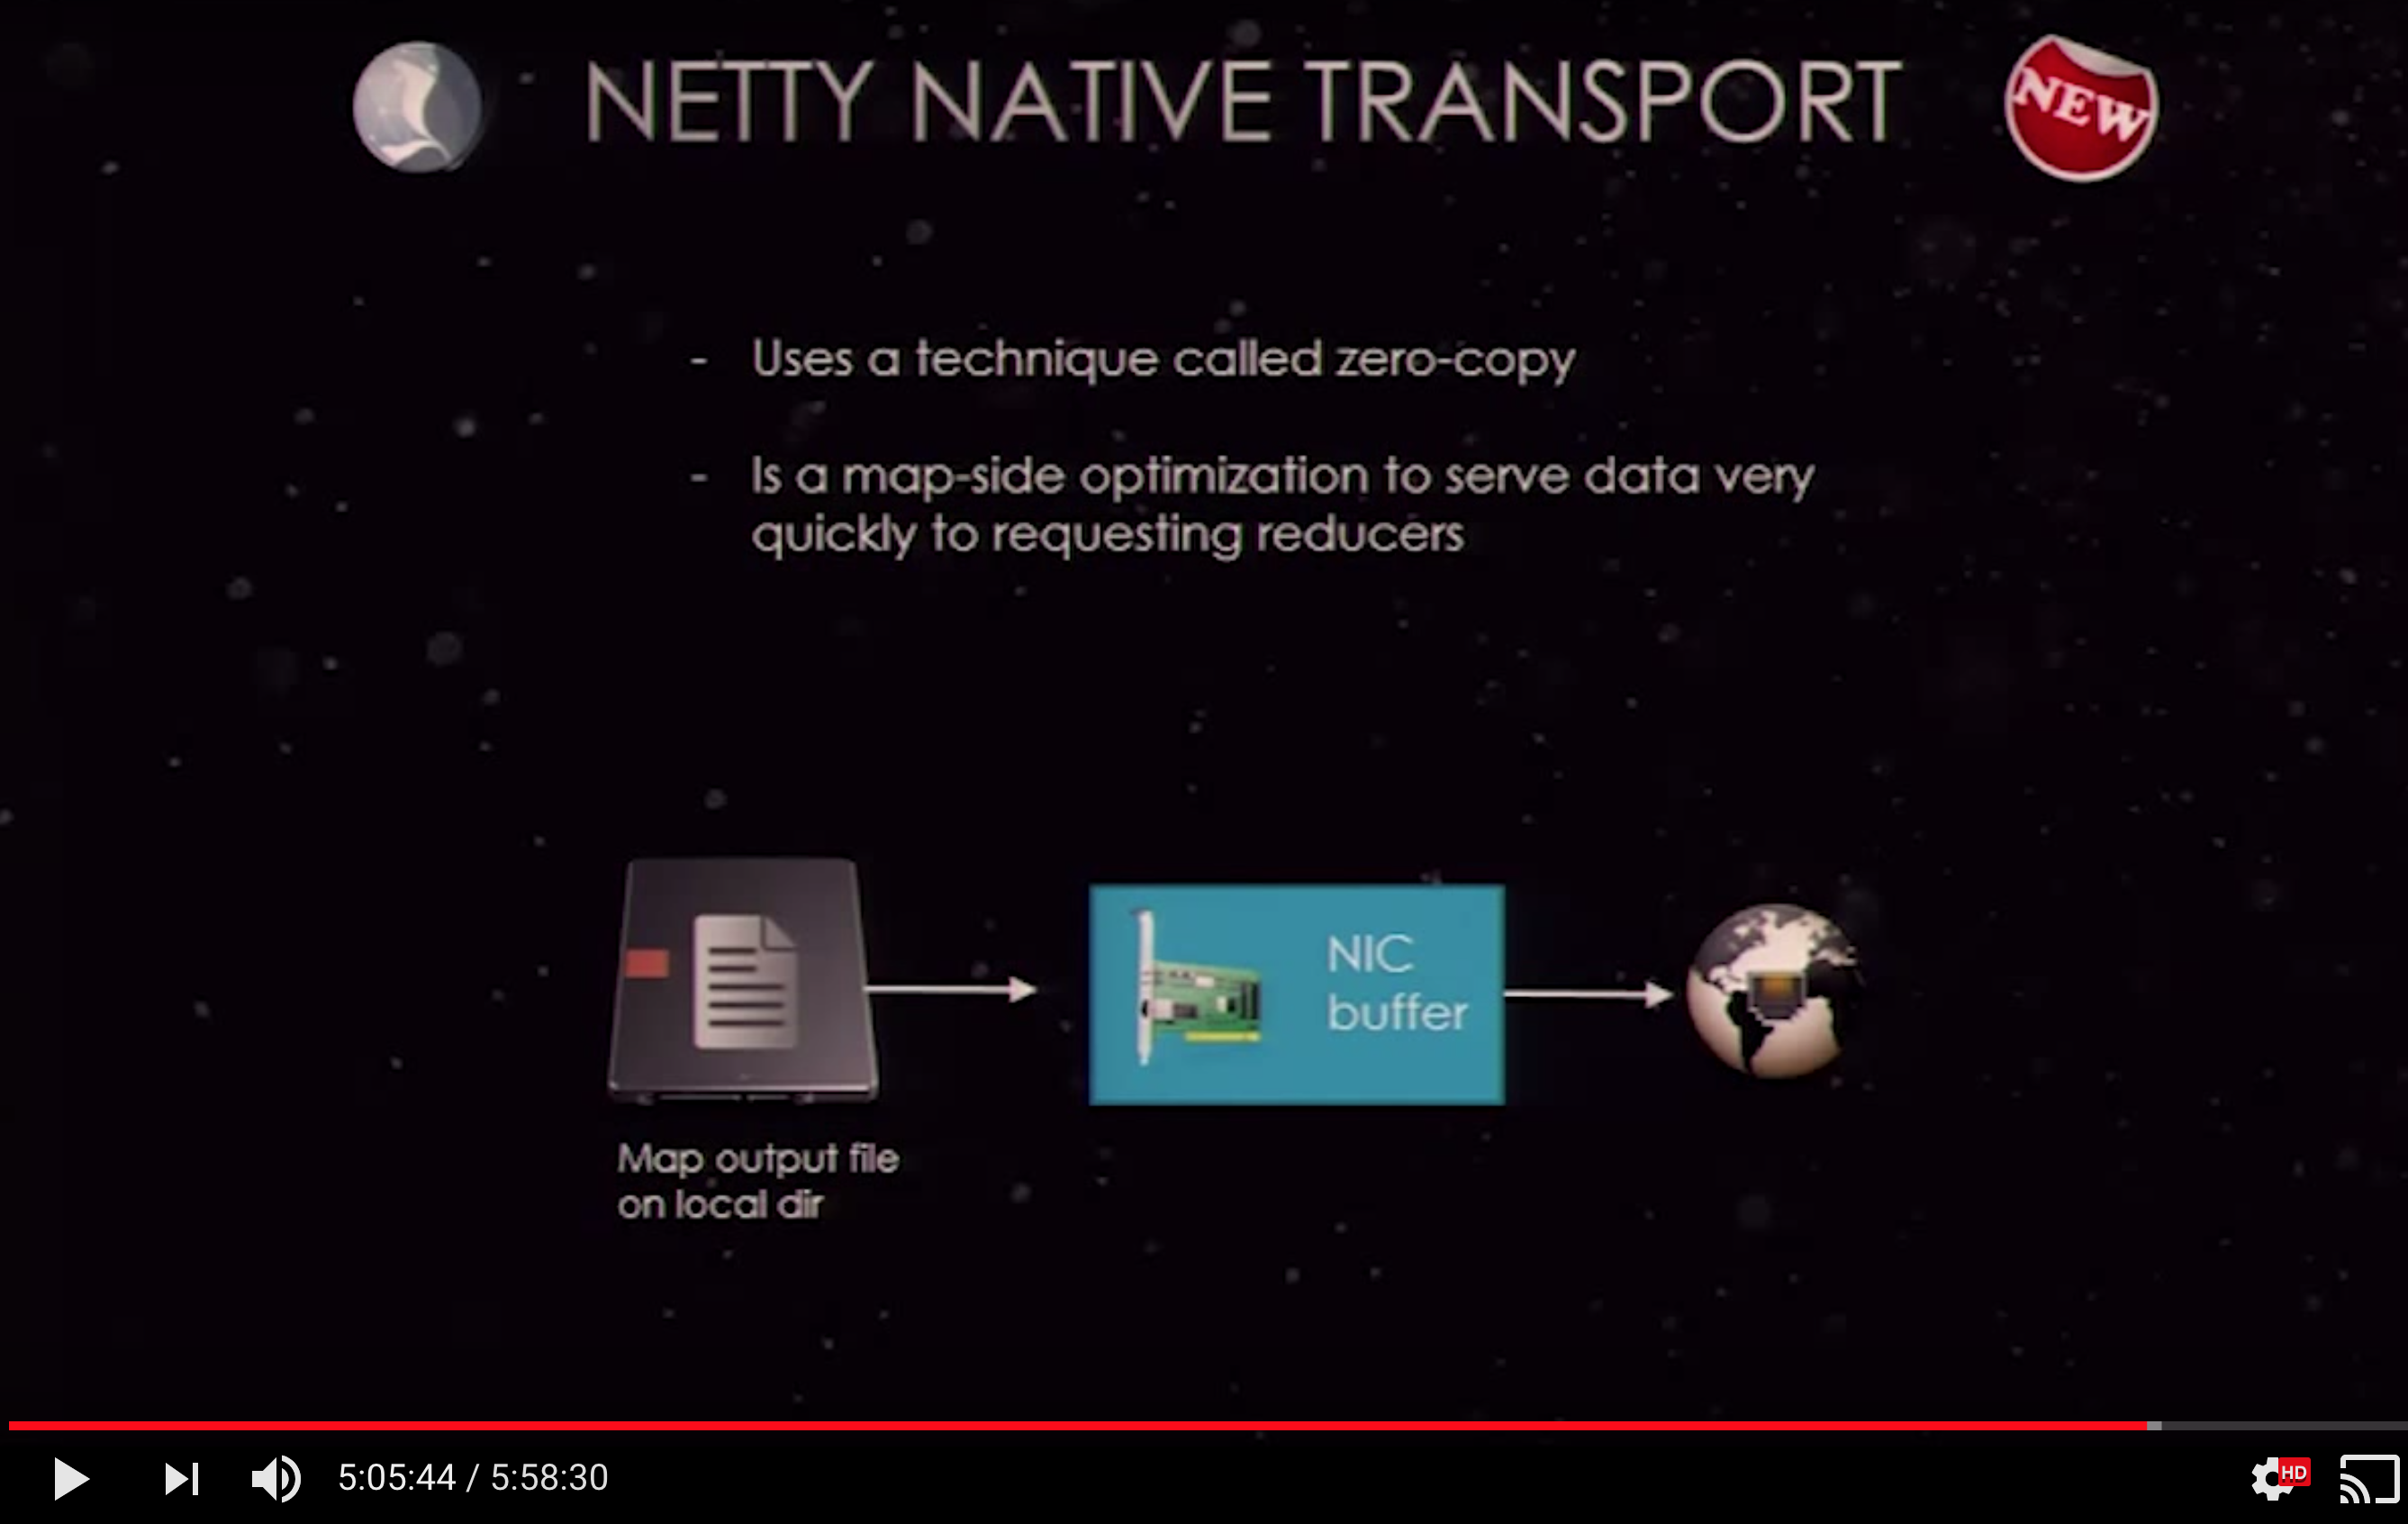 NETTY NATIVE TRANSPORT
NEW
- Uses a technique called zero-copy
- Is a map-side optimization to serve data very
quickly to requesting reducers
NIC
buffer
Map output file
on local dir
5:05:44 / 5:58:30
HD